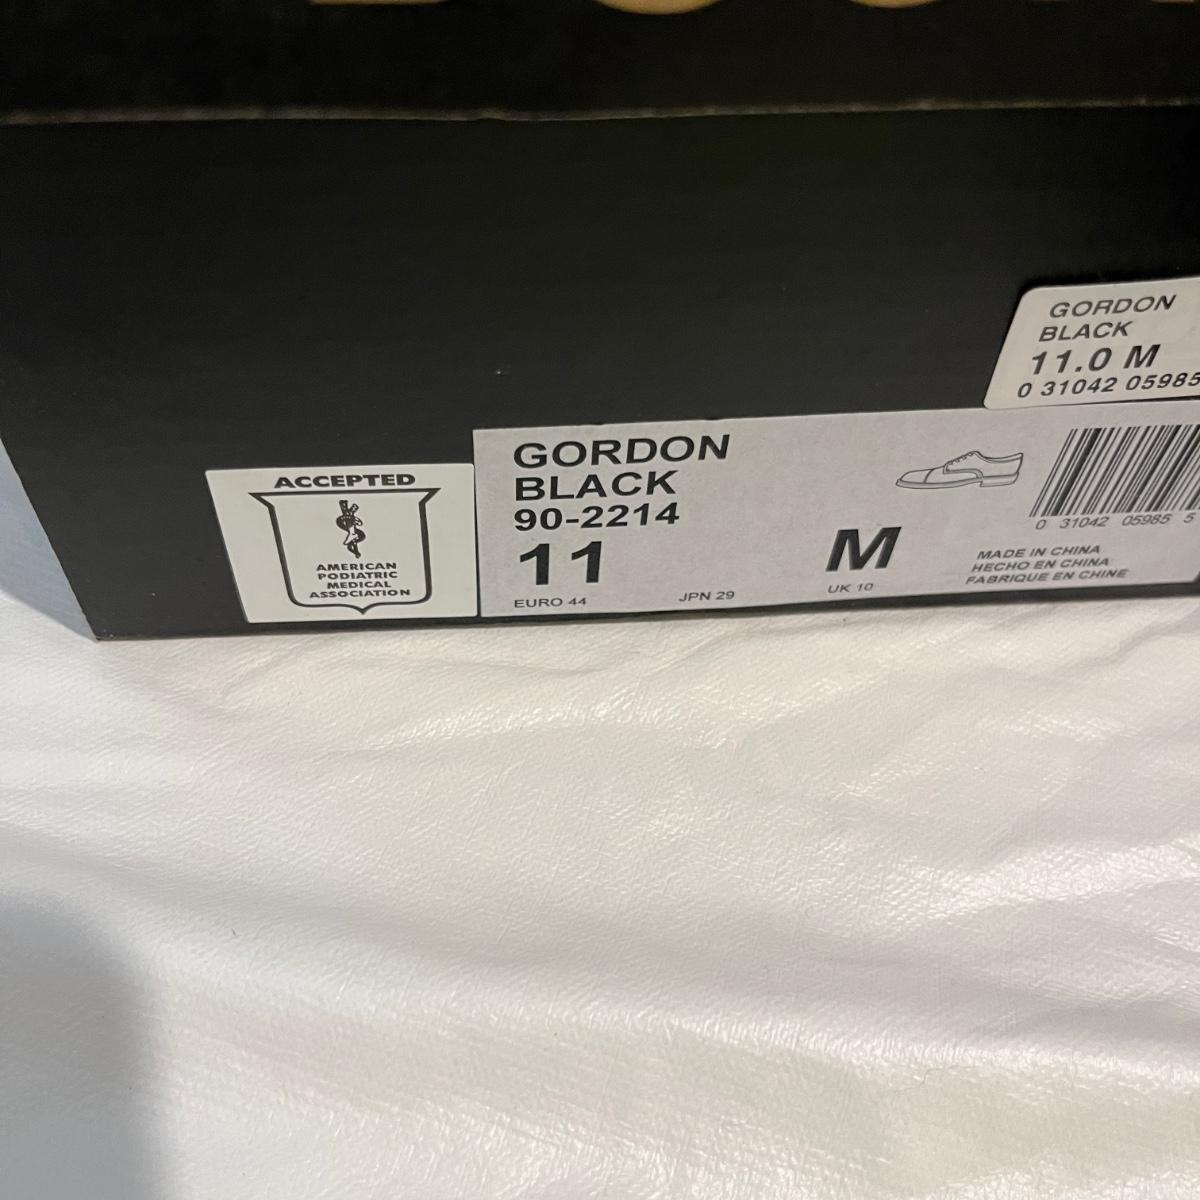 GORDON
BLACK
11.0 M
0 31042 05985
ACCEPTED
AMERICAN
PODIATRIC
MEDICAL
ASSOCIATION
GORDON
BLACK
90-2214
11 M
EURO 44 JPN 29 UK 10
0 31042 05985 5
MADE IN CHINA
HECHO EN CHINA
FABRIQUE EN CHINE